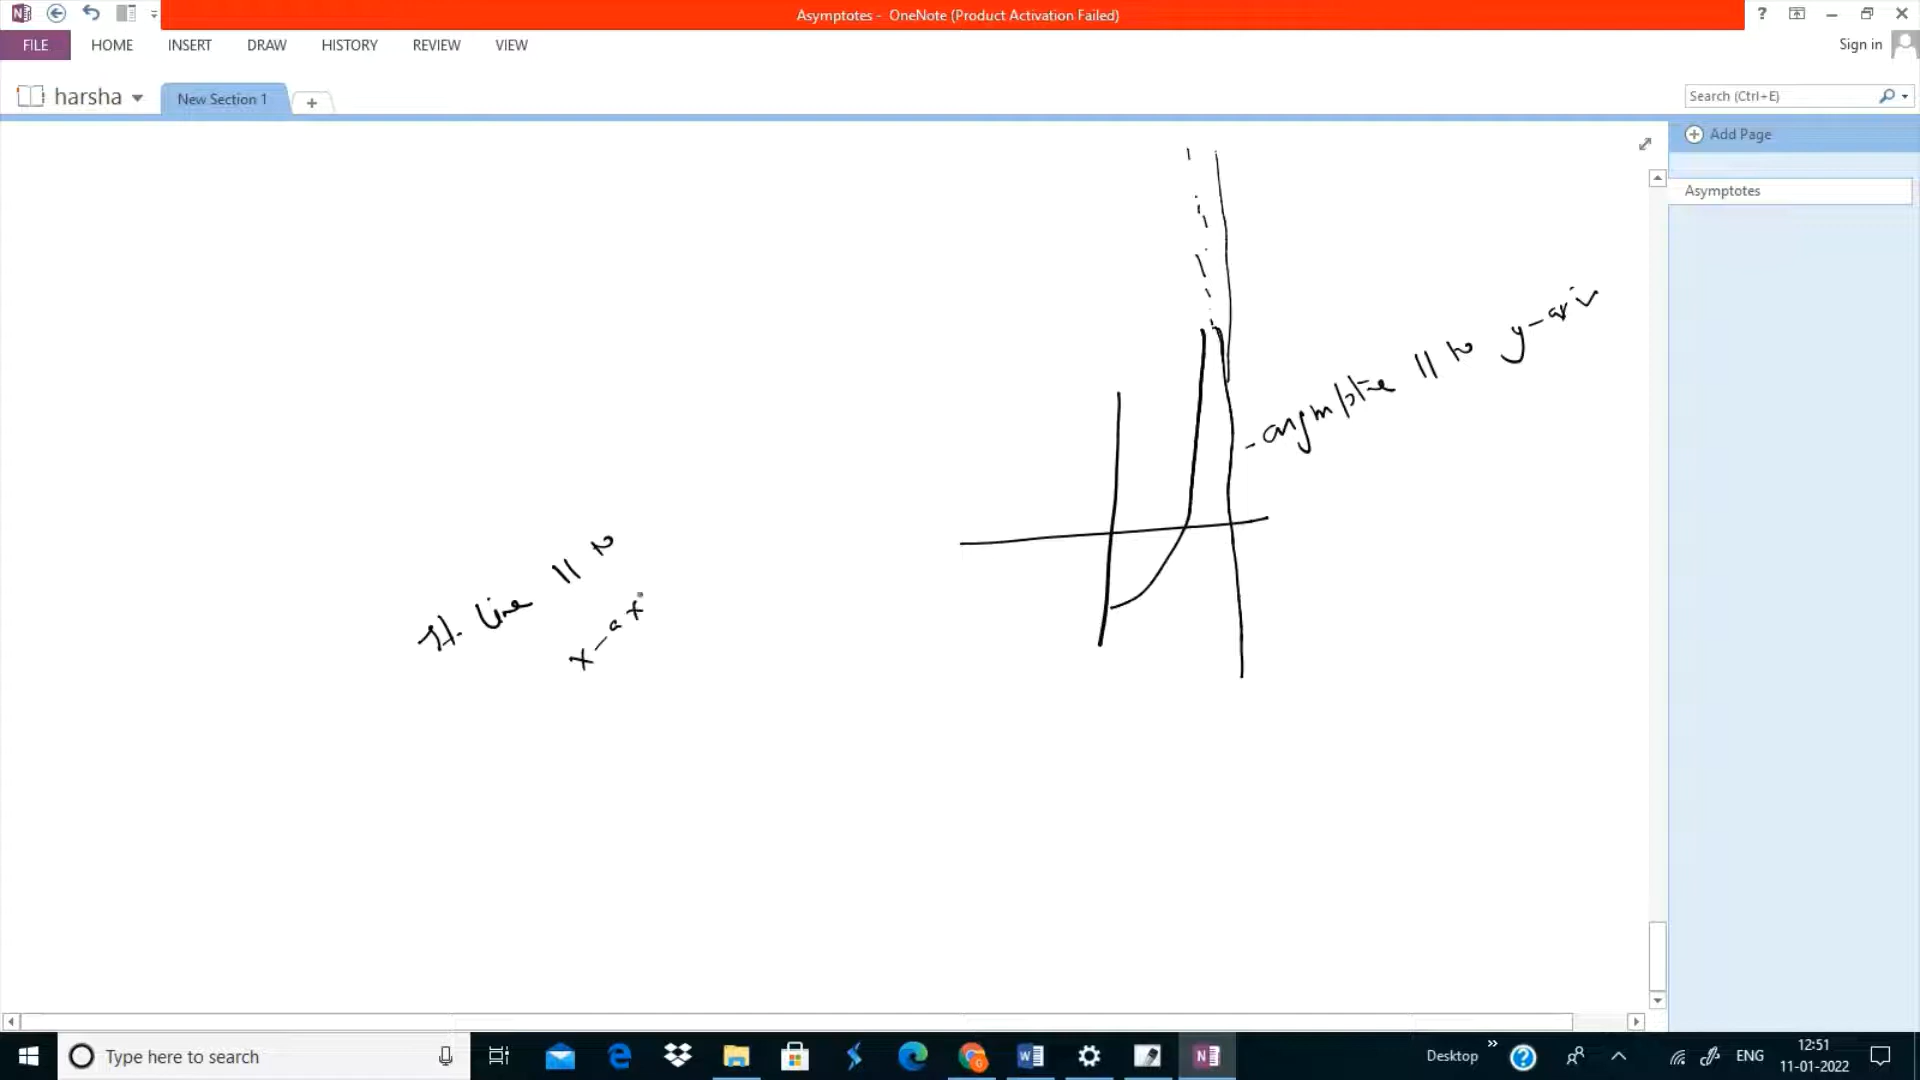 Asymptotes - OneNote (Product Activation Failed)
FILE HOME INSERT DRAW HISTORY REVIEW VIEW
Sign in
harsha New Section 1
Search (Ctrl+E)
Add Page
Asymptotes
- asymptote || to y-axis
St. Line || to
x-ax
Type here to search
Desktop
ENG
12:51
11-01-2022